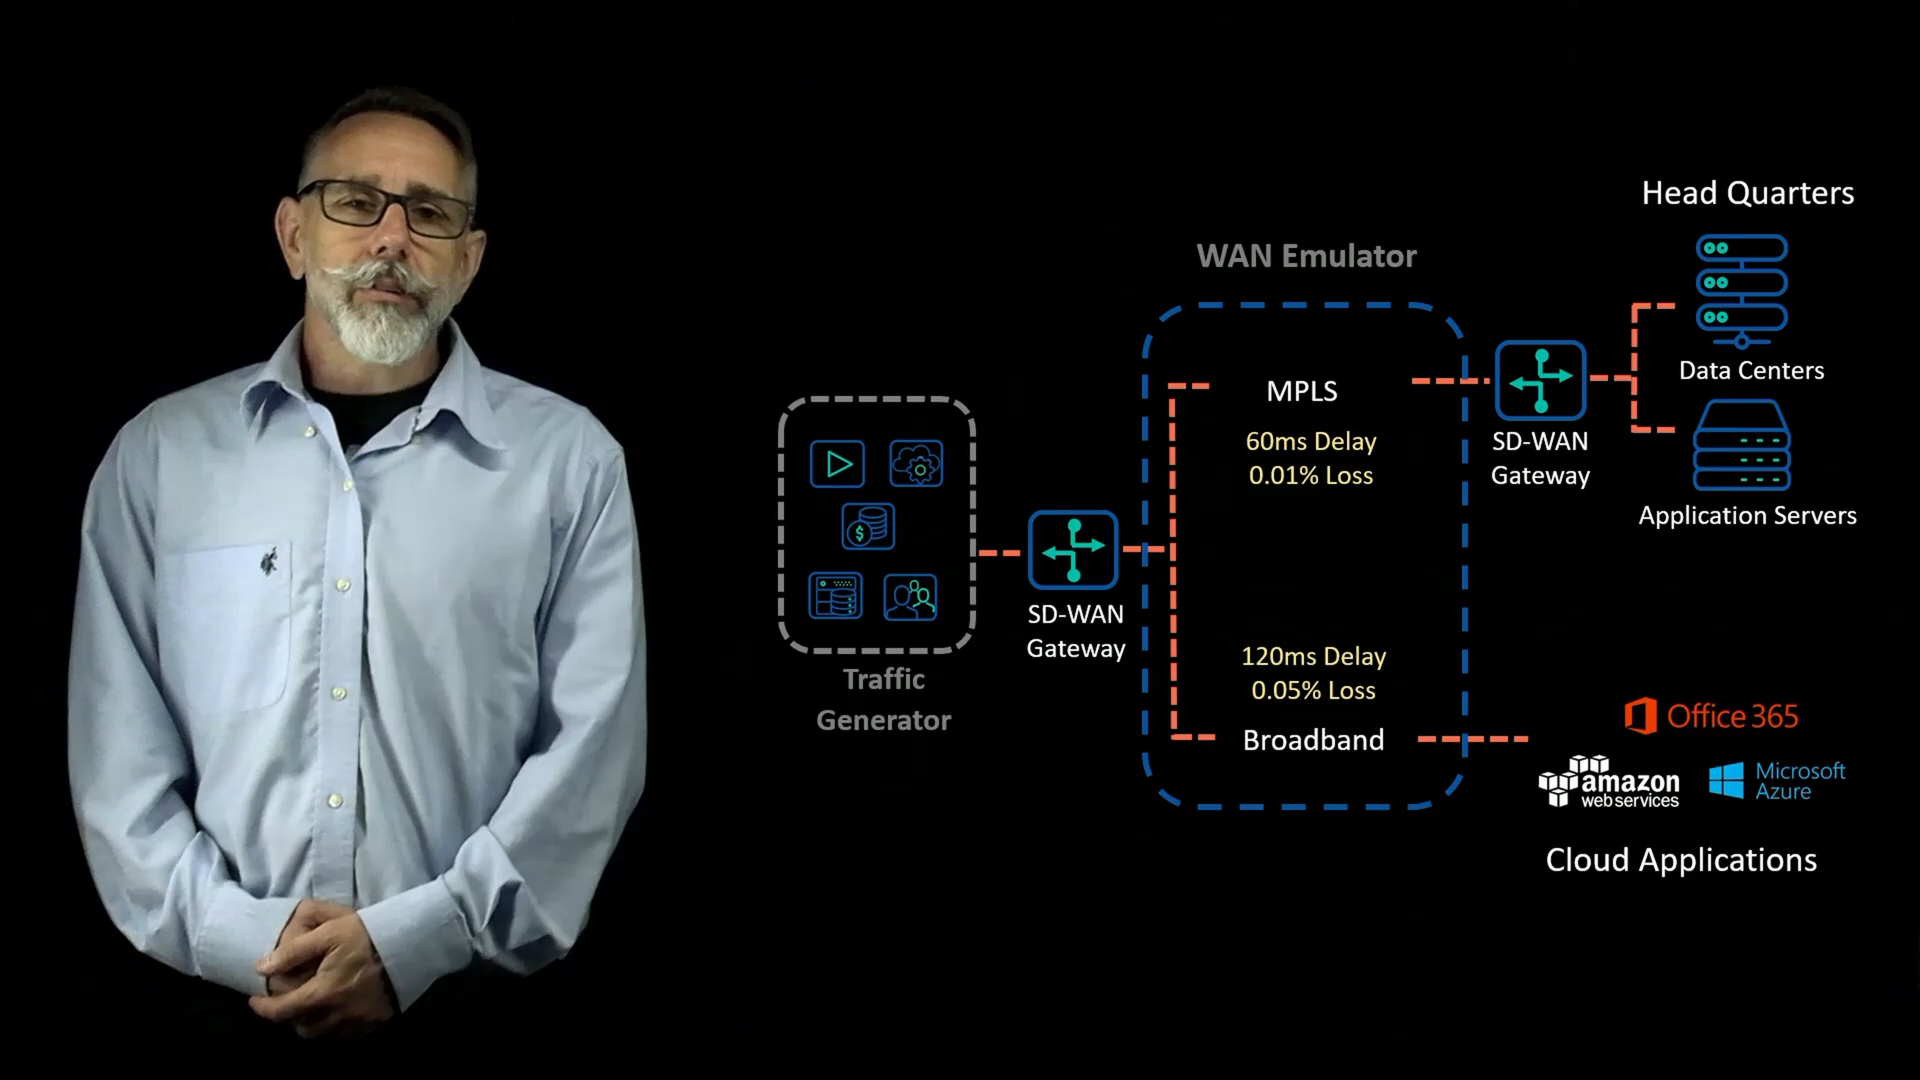 Head Quarters
WAN Emulator
Data Centers
MPLS
60ms Delay
0.01% Loss
SD-WAN
Gateway
Application Servers
SD-WAN
Gateway
Traffic
Generator
120ms Delay
0.05% Loss
Broadband
Office 365
amazon
web services
Microsoft
Azure
Cloud Applications